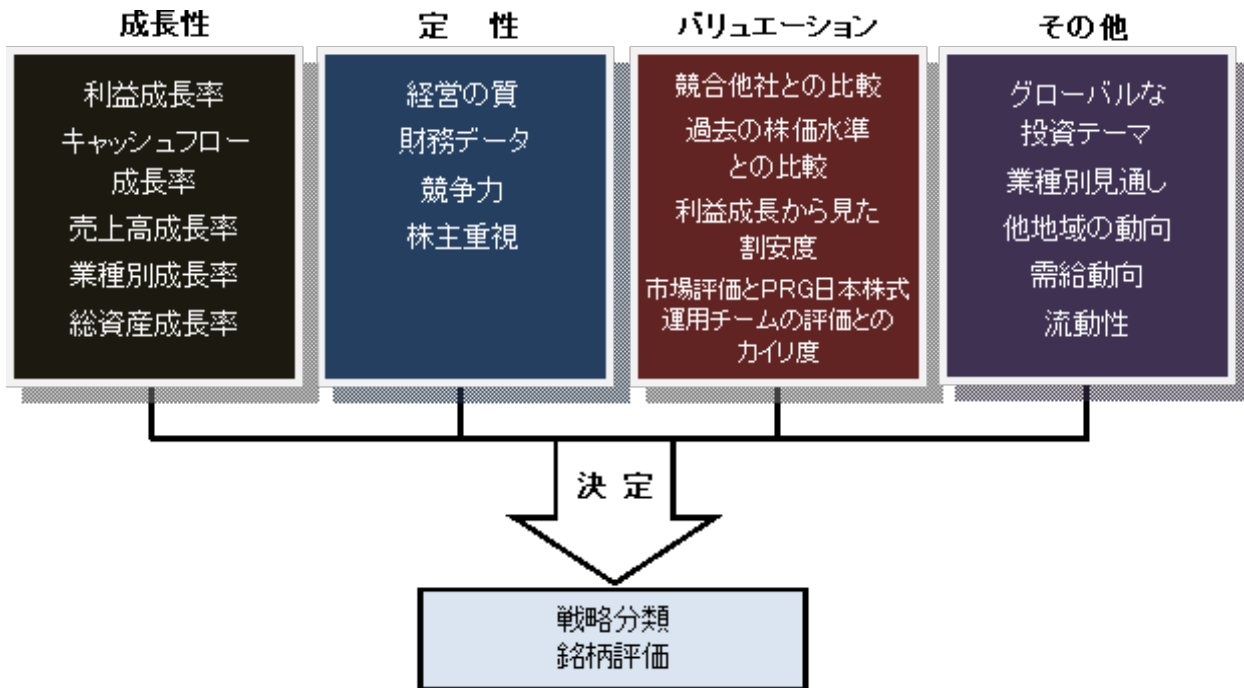 成長性
利益成長率
キャッシュフロー
成長率
売上高成長率
業種別成長率
総資産成長率
定 性
経営の質
財務データ
競争力
株主重視
バリュエーション
競合他社との比較
過去の株価水準
との比較
利益成長から見た
割安度
市場評価とPRG日本株式
運用チームの評価との
カイリ度
その他
グローバルな
投資テーマ
業種別見通し
他地域の動向
需給動向
流動性
決 定
戦略分類
銘柄評価